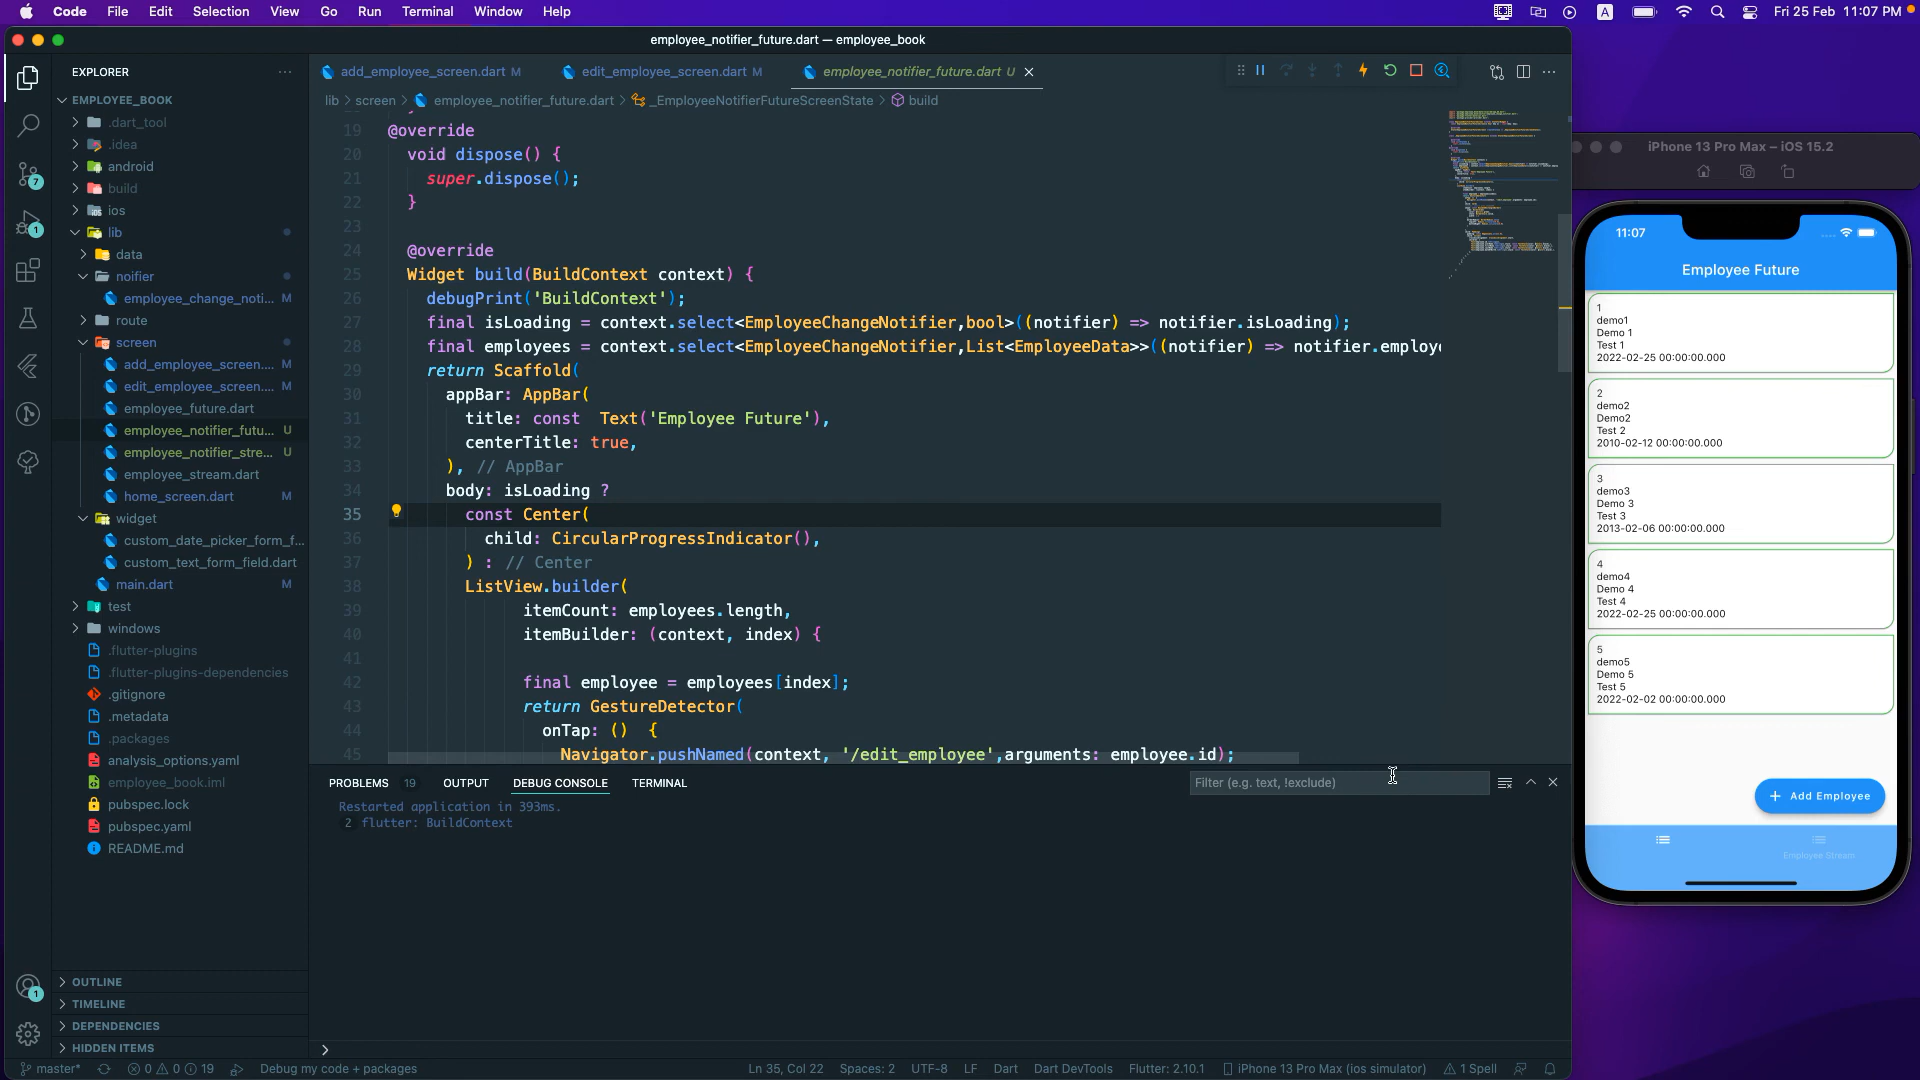 Code File Edit Selection View Go Run Terminal Window Help
A Fri 25 Feb 11:07 PM
employee_notifier_future.dart — employee_book
EXPLORER
EMPLOYEE_BOOK
.dart_tool
.idea
android
build
ios
lib
data
noifier
employee_change_noti... M
route
screen
add_employee_screen.... M
edit_employee_screen.... M
employee_future.dart
employee_notifier_futu... U
employee_notifier_stre... U
employee_stream.dart
home_screen.dart M
widget
custom_date_picker_form_f...
custom_text_form_field.dart
main.dart M
test
windows
.flutter-plugins
.flutter-plugins-dependencies
.gitignore
.metadata
.packages
analysis_options.yaml
employee_book.iml
pubspec.lock
pubspec.yaml
README.md
OUTLINE
TIMELINE
DEPENDENCIES
HIDDEN ITEMS
7
1
1
add_employee_screen.dart M edit_employee_screen.dart M employee_notifier_future.dart U
lib > screen > employee_notifier_future.dart > _EmployeeNotifierFutureScreenState > build
19 @override
20 void dispose() {
21 super.dispose();
22 }
23
24 @override
25 Widget build(BuildContext context) {
26 debugPrint('BuildContext');
27 final isLoading = context.select<EmployeeChangeNotifier,bool>((notifier) => notifier.isLoading);
28 final employees = context.select<EmployeeChangeNotifier,List<EmployeeData>>((notifier) => notifier.employe
29 return Scaffold(
30 appBar: AppBar(
31 title: const Text('Employee Future'),
32 centerTitle: true,
33 ), // AppBar
34 body: isLoading ?
35 const Center(
36 child: CircularProgressIndicator(),
37 ) : // Center
38 ListView.builder(
39 itemCount: employees.length,
40 itemBuilder: (context, index) {
41
42 final employee = employees[index];
43 return GestureDetector(
44 onTap: () {
45 Navigator.pushNamed(context, '/edit_employee',arguments: employee.id);
PROBLEMS 19 OUTPUT DEBUG CONSOLE TERMINAL
Filter (e.g. text, !exclude)
Restarted application in 393ms.
2 flutter: BuildContext
>
master* 0 0 19 Debug my code + packages
Ln 35, Col 22 Spaces: 2 UTF-8 LF Dart Dart DevTools Flutter: 2.10.1 iPhone 13 Pro Max (ios simulator) 1 Spell
iPhone 13 Pro Max – iOS 15.2
11:07
Employee Future
1
demo1
Demo 1
Test 1
2022-02-25 00:00:00.000
2
demo2
Demo2
Test 2
2010-02-12 00:00:00.000
3
demo3
Demo 3
Test 3
2013-02-06 00:00:00.000
4
demo4
Demo 4
Test 4
2022-02-25 00:00:00.000
5
demo5
Demo 5
Test 5
2022-02-02 00:00:00.000
+ Add Employee
Employee Stream